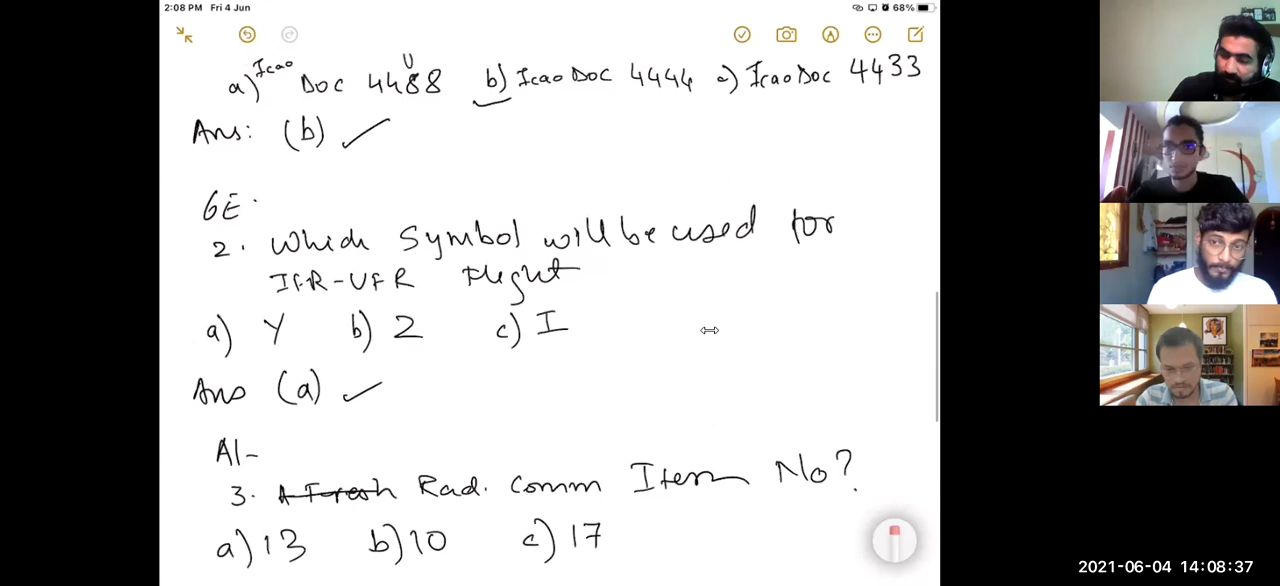 2:08 PM Fri 4 Jun
68%
a) Icao Doc 4488 b) Icao Doc 4444 c) Icao Doc 4433
Ans: (b)
GE.
2. Which Symbol will be used for
IFR-VFR Flight
a) Y b) Z c) I
Ans (a)
AI-
3. A Fresh Rad. Comm Item No?
a) 13 b) 10 c) 17
2021-06-04 14:08:37